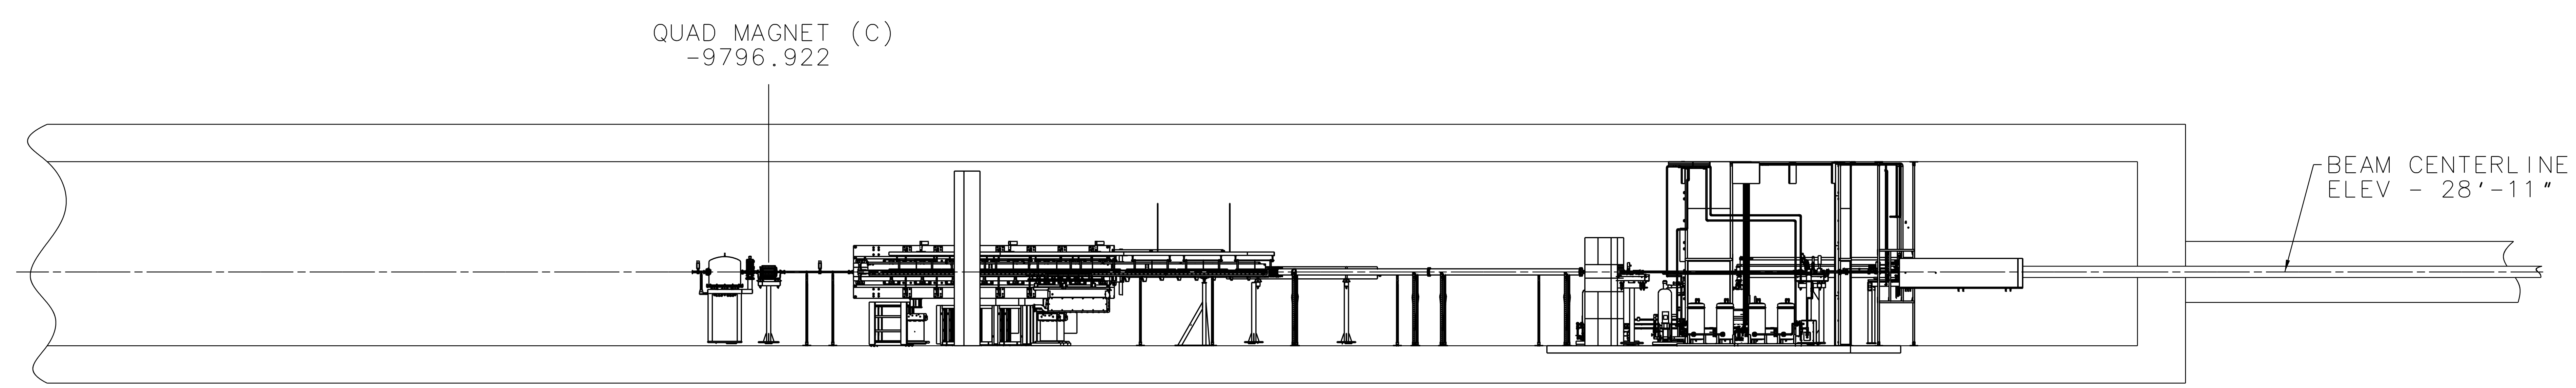 QUAD MAGNET (C)
-9796.922
BEAM CENTERLINE
ELEV - 28'-11"